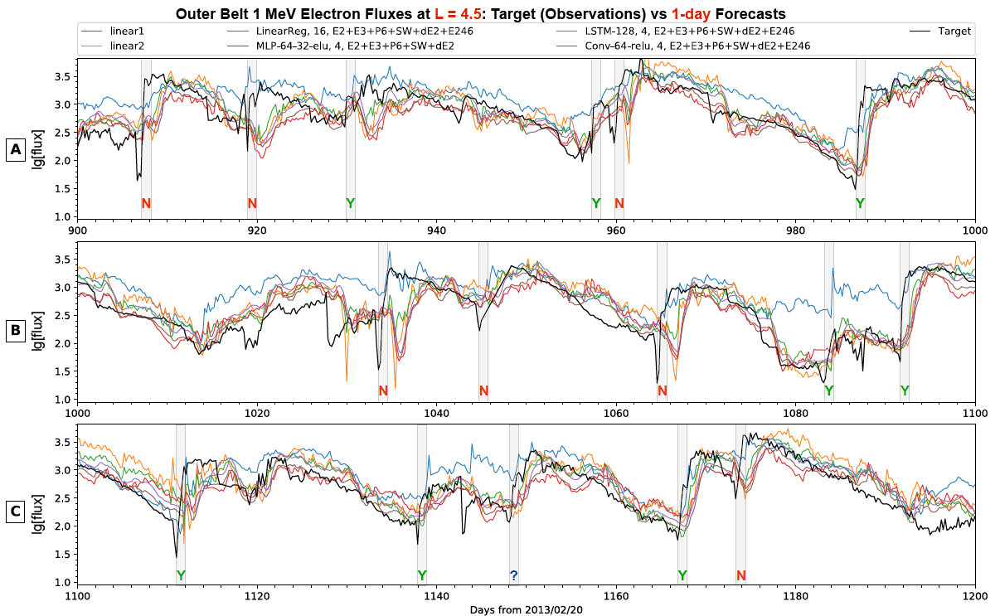 Outer Belt 1 MeV Electron Fluxes at L = 4.5: Target (Observations) vs 1-day Forecasts
linear1 LinearReg, 16, E2+E3+P6+SW+dE2+E246 LSTM-128, 4, E2+E3+P6+SW+dE2+E246 Target
linear2 MLP-64-32-elu, 4, E2+E3+P6+SW+dE2 Conv-64-relu, 4, E2+E3+P6+SW+dE2+E246
A
lg[flux]
3.5
3.0
2.5
2.0
1.5
1.0
N N Y Y N Y
900 920 940 960 980 1000
B
lg[flux]
3.5
3.0
2.5
2.0
1.5
1.0
N N N Y Y
1000 1020 1040 1060 1080 1100
C
lg[flux]
3.5
3.0
2.5
2.0
1.5
1.0
Y Y ? Y N
1100 1120 1140 1160 1180 1200
Days from 2013/02/20